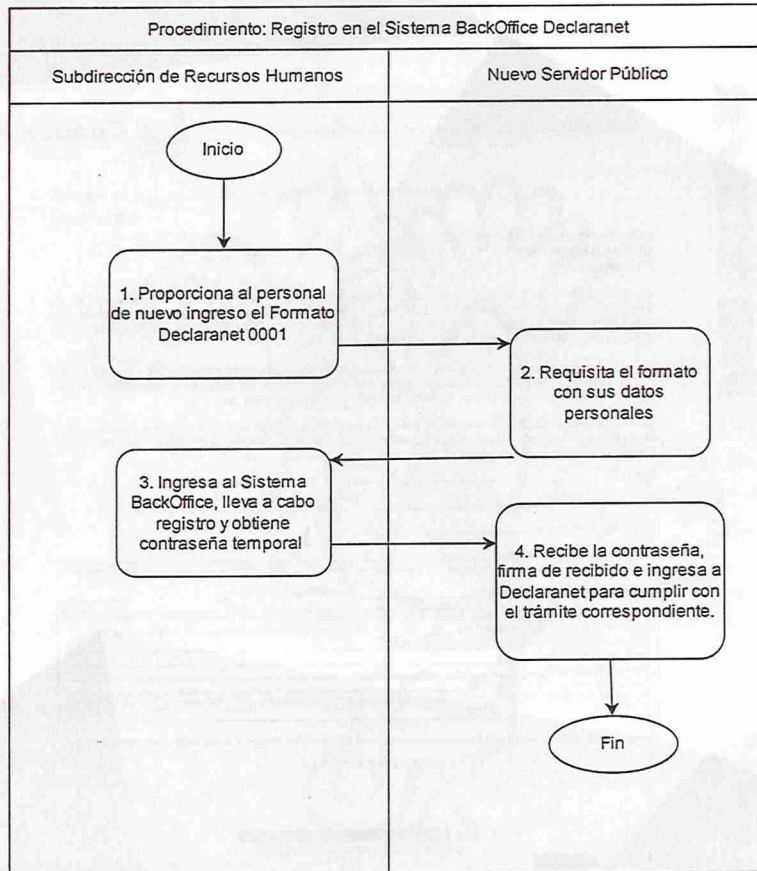 Procedimiento: Registro en el Sistema BackOffice Declaranet
Subdirección de Recursos Humanos
Nuevo Servidor Público
Inicio
1. Proporciona al personal
de nuevo ingreso el Formato
Declaranet 0001
2. Requisita el formato
con sus datos
personales
3. Ingresa al Sistema
BackOffice, lleva a cabo
registro y obtiene
contraseña temporal
4. Recibe la contraseña,
firma de recibido e ingresa a
Declaranet para cumplir con
el trámite correspondiente.
Fin